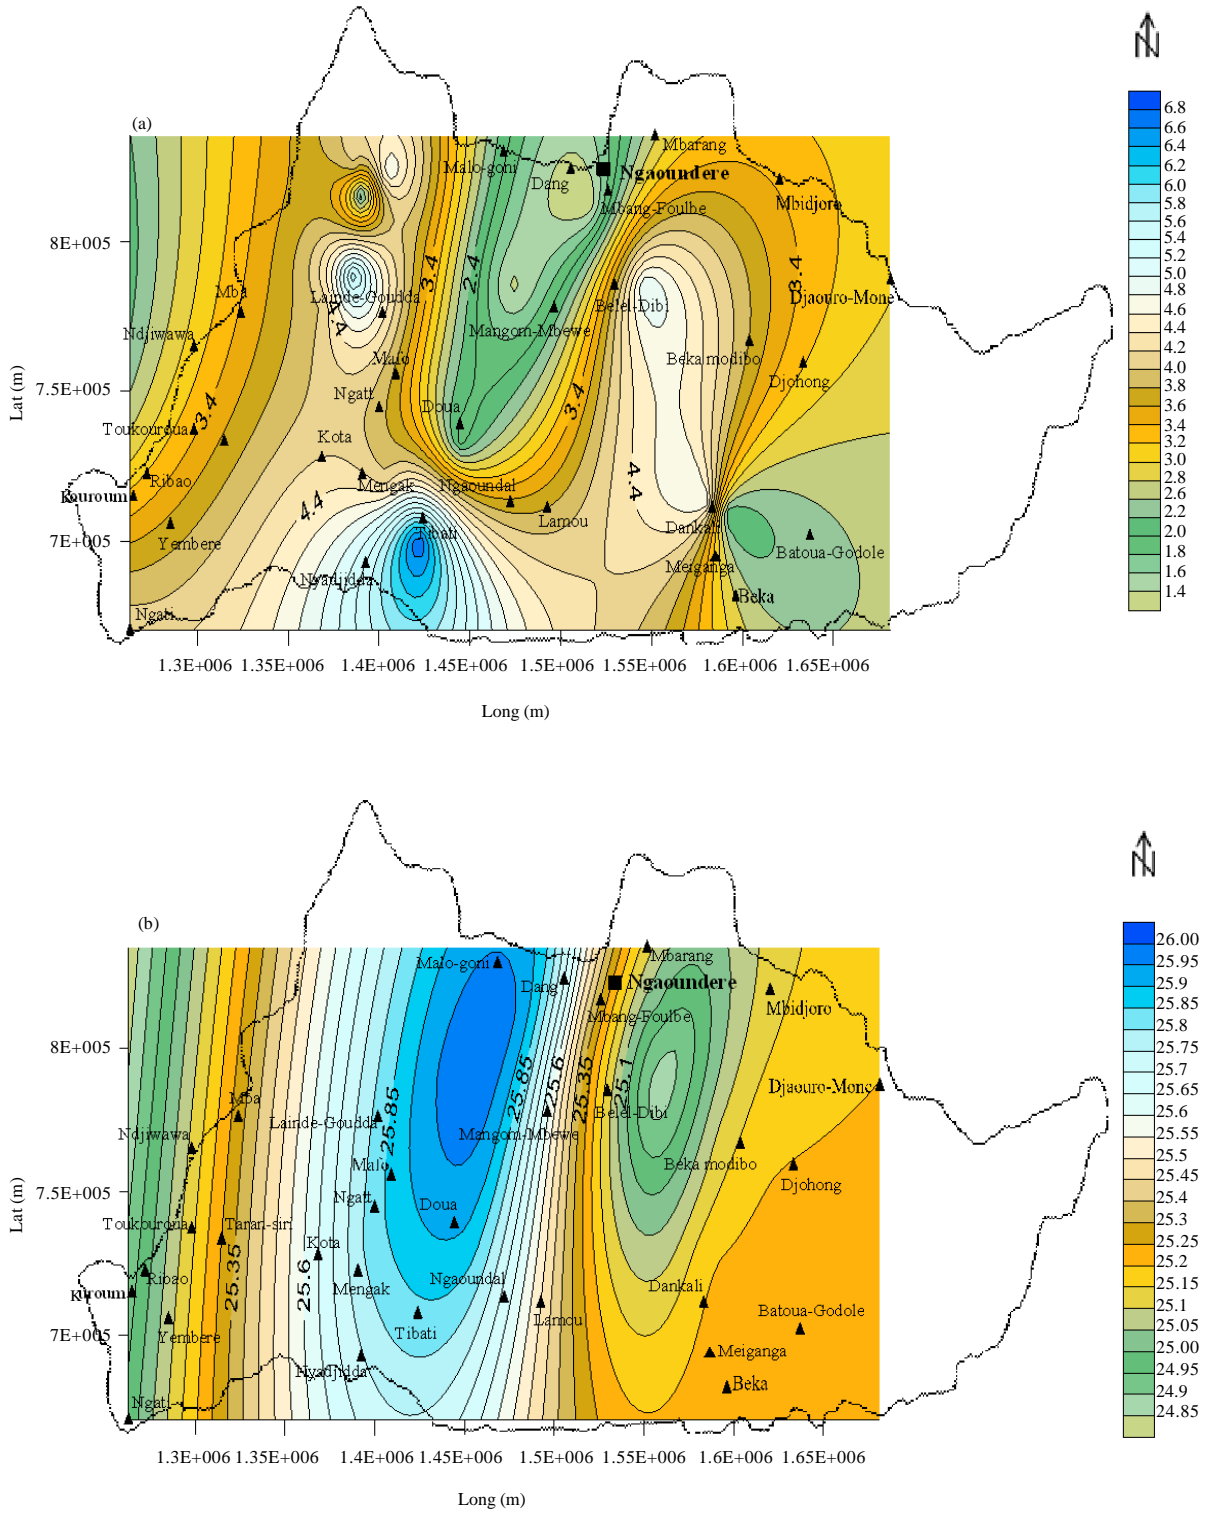 N
(a)
6.8
6.6
6.4
6.2
6.0
5.8
5.6
5.4
5.2
5.0
4.8
4.6
4.4
4.2
4.0
3.8
3.6
3.4
3.2
3.0
2.8
2.6
2.2
2.0
1.8
1.6
1.4
Mbarang
Malo-goni
Dang
Ngaoundere
Mbang-Foulbe
Mbidjoro
8E+005
3.4
2.4
3.4
Mba
Lainde-Goudda
Belel-Dibi
Djaouro-Mone
4.4
Ndjiwawa
Mangom-Mbewe
Malo
Beka modibo
Djohong
7.5E+005
Ngatt
Doua
3.4
3.4
Toukouroua
Kota
Ribao
Mengak
Ngaoundal
4.4
Kouroum
4.4
Lamou
Dankali
Yembere
Tibati
7E+005
Batoua-Godole
Meiganga
Nyadjidda
Beka
Ngati
1.3E+006 1.35E+006 1.4E+006 1.45E+006 1.5E+006 1.55E+006 1.6E+006 1.65E+006
Lat (m)
Long (m)
N
(b)
26.00
25.95
25.9
25.85
25.8
25.75
25.7
25.65
25.6
25.55
25.5
25.45
25.4
25.3
25.25
25.2
25.15
25.1
25.05
25.00
24.95
24.9
24.85
Mbarang
Malo-goni
Dang
Ngaoundere
Mbang-Foulbe
Mbidjoro
8E+005
25.85
25.6
25.35
25.1
Djaouro-Mone
Mba
25.85
Belel-Dibi
Lainde-Goudda
Ndjiwawa
Mangom-Mbewe
Malo
Beka modibo
Djohong
7.5E+005
Ngatt
Doua
Toukouroua
Taran-siri
Kota
Ribao
25.35
25.6
Mengak
Ngaoundal
Dankali
Kuroum
Batoua-Godole
Yembere
Tibati
Lamou
7E+005
Meiganga
Nyadjidda
Beka
Ngati
1.3E+006 1.35E+006 1.4E+006 1.45E+006 1.5E+006 1.55E+006 1.6E+006 1.65E+006
Lat (m)
Long (m)